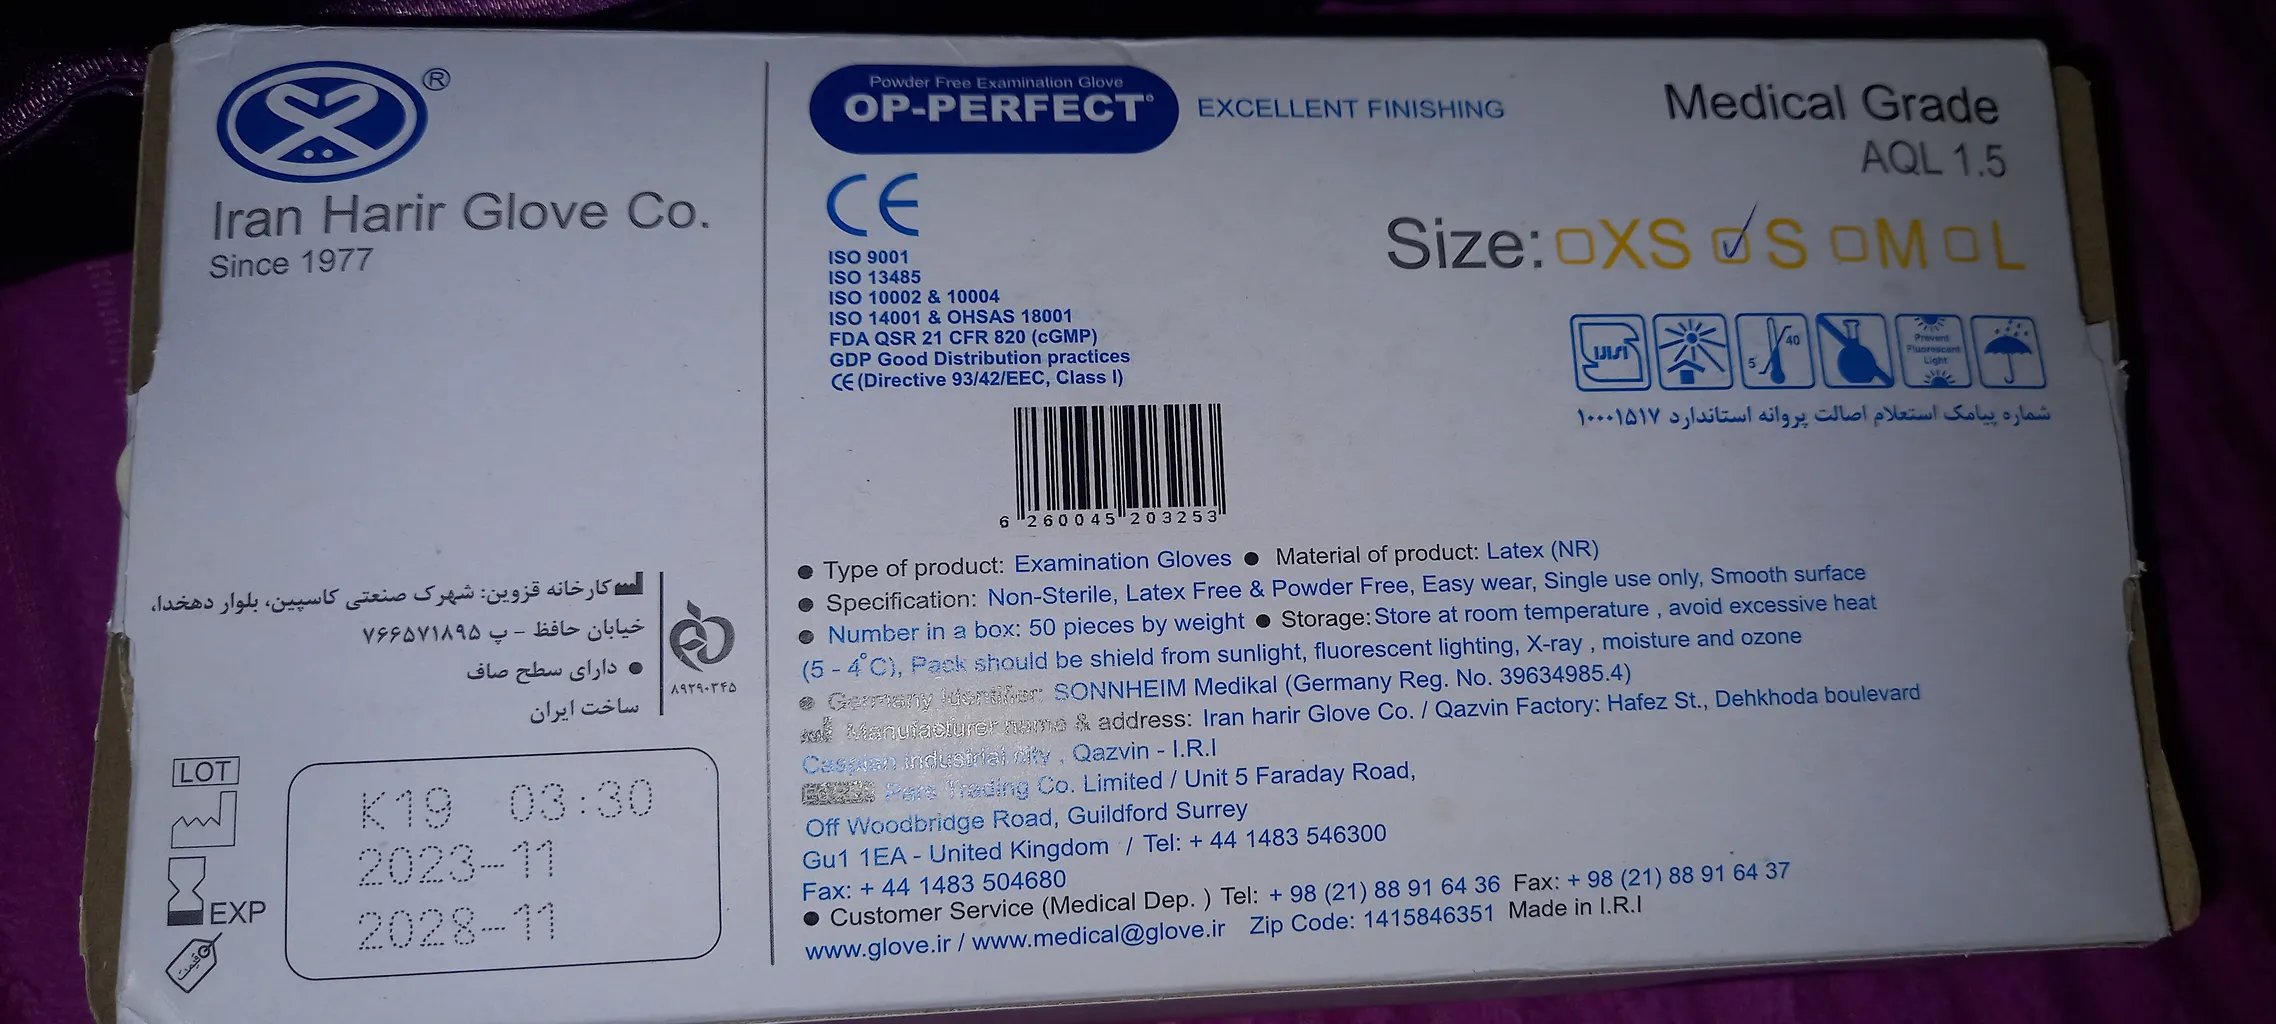 ®
Iran Harir Glove Co.
Since 1977
Powder Free Examination Glove
OP-PERFECT®
EXCELLENT FINISHING
Medical Grade
AQL 1.5
Size: XS S M L
CE
ISO 9001
ISO 13485
ISO 10002 & 10004
ISO 14001 & OHSAS 18001
FDA QSR 21 CFR 820 (cGMP)
GDP Good Distribution practices
CE (Directive 93/42/EEC, Class I)
5 40
Prevent
Fluorescent
Light
شماره پیامک استعلام اصالت پروانه استاندارد ۱۰۰۰۱۵۱۷
6 260045 203253
● Type of product: Examination Gloves ● Material of product: Latex (NR)
● Specification: Non-Sterile, Latex Free & Powder Free, Easy wear, Single use only, Smooth surface
● Number in a box: 50 pieces by weight ● Storage: Store at room temperature , avoid excessive heat
(5 - 4°C), Pack should be shield from sunlight, fluorescent lighting, X-ray , moisture and ozone
● Germany Identifier: SONNHEIM Medikal (Germany Reg. No. 39634985.4)
Manufacturer name & address: Iran harir Glove Co. / Qazvin Factory: Hafez St., Dehkhoda boulevard
Caspian industrial city , Qazvin - I.R.I
Pars Trading Co. Limited / Unit 5 Faraday Road,
Off Woodbridge Road, Guildford Surrey
Gu1 1EA - United Kingdom / Tel: + 44 1483 546300
Fax: + 44 1483 504680
● Customer Service (Medical Dep. ) Tel: + 98 (21) 88 91 64 36 Fax: + 98 (21) 88 91 64 37
www.glove.ir / www.medical@glove.ir Zip Code: 1415846351 Made in I.R.I
کارخانه قزوین: شهرک صنعتی کاسپین، بلوار دهخدا،
خیابان حافظ - پ ۷۶۶۵۷۱۸۹۵
● دارای سطح صاف
ساخت ایران
۸۹۲۹۰۳۴۵
LOT
EXP
قیمت
K19 03:30
2023-11
2028-11